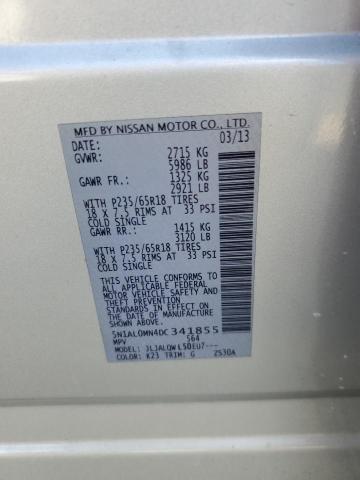 MFD BY NISSAN MOTOR CO., LTD.
DATE: 03/13
GVWR: 2715 KG
5986 LB
GAWR FR.: 1325 KG
2921 LB
WITH P235/65R18 TIRES
18 X 7.5 RIMS AT 33 PSI
COLD SINGLE
GAWR RR.: 1415 KG
3120 LB
WITH P235/65R18 TIRES
18 X 7.5 RIMS AT 33 PSI
COLD SINGLE
THIS VEHICLE CONFORMS TO
ALL APPLICABLE FEDERAL
MOTOR VEHICLE SAFETY
AND THEFT PREVENTION
STANDARDS IN EFFECT ON
THE DATE OF MANUFACTURE
SHOWN ABOVE.
5N1AL0MN4DC341855
MPV 564
MODEL: JLJALQWL50EU7---
COLOR: K23 TRIM: G 2530A